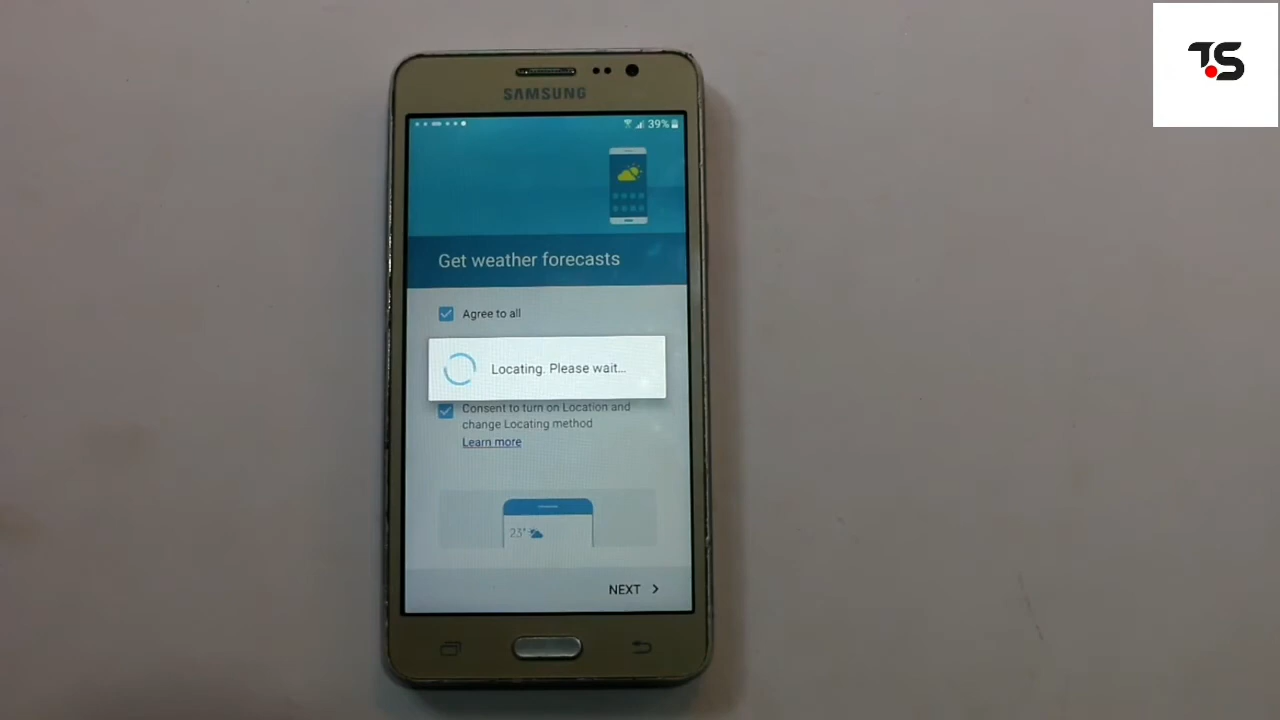 T.S
SAMSUNG
39%
Get weather forecasts
Agree to all
Locating. Please wait...
Consent to turn on Location and
change Locating method
Learn more
23°
NEXT >